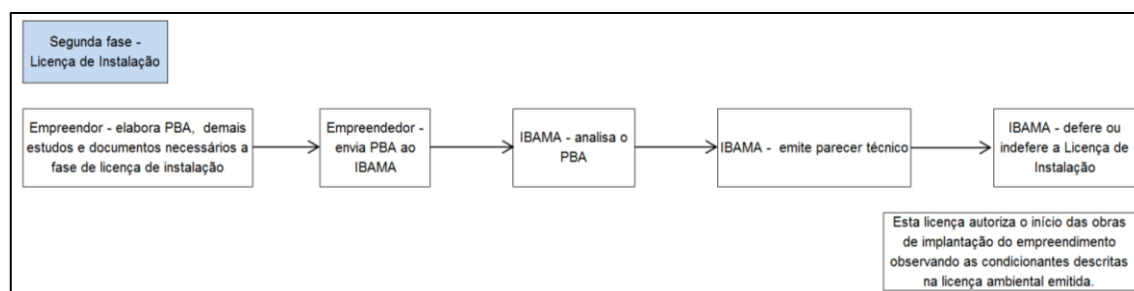 Segunda fase -
Licença de Instalação
Empreendor - elabora PBA, demais
estudos e documentos necessários a
fase de licença de instalação
Empreendedor -
envia PBA ao
IBAMA
IBAMA - analisa o
PBA
IBAMA - emite parecer técnico
IBAMA - defere ou
indefere a Licença de
Instalação
Esta licença autoriza o início das obras
de implantação do empreendimento
observando as condicionantes descritas
na licença ambiental emitida.